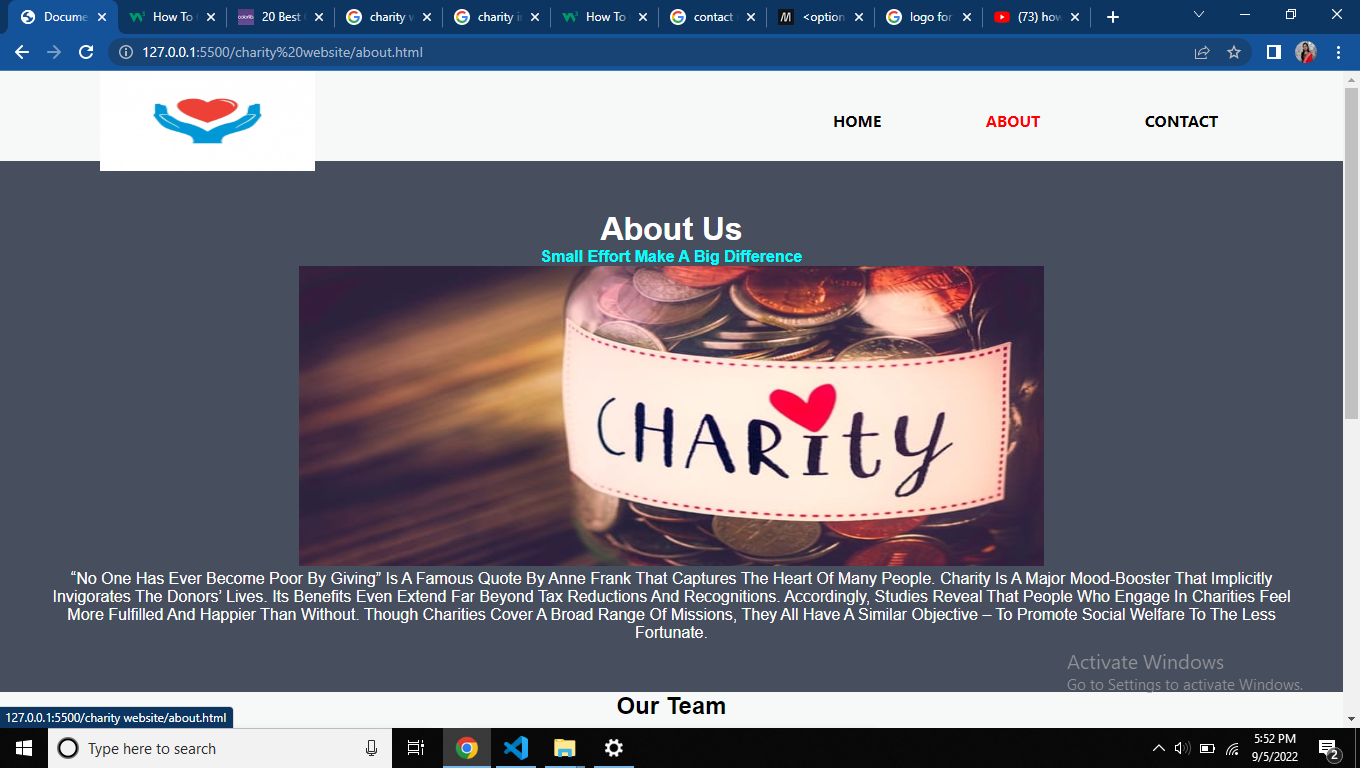 Docume
How To
20 Best
charity w
charity i
How To
contact
<option
logo for
(73) how
127.0.0.1:5500/charity%20website/about.html
HOME ABOUT CONTACT
About Us
Small Effort Make A Big Difference
CHARITY
“No One Has Ever Become Poor By Giving” Is A Famous Quote By Anne Frank That Captures The Heart Of Many People. Charity Is A Major Mood-Booster That Implicitly
Invigorates The Donors’ Lives. Its Benefits Even Extend Far Beyond Tax Reductions And Recognitions. Accordingly, Studies Reveal That People Who Engage In Charities Feel
More Fulfilled And Happier Than Without. Though Charities Cover A Broad Range Of Missions, They All Have A Similar Objective – To Promote Social Welfare To The Less
Fortunate.
Activate Windows
Go to Settings to activate Windows.
Our Team
127.0.0.1:5500/charity website/about.html
Type here to search
5:52 PM
9/5/2022
2